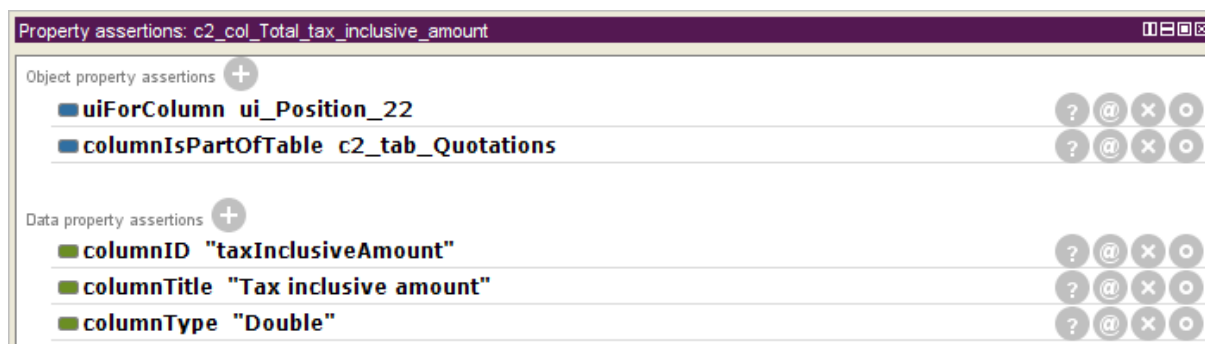 Property assertions: c2_col_Total_tax_inclusive_amount
Object property assertions
uiForColumn ui_Position_22
columnIsPartOfTable c2_tab_Quotations
Data property assertions
columnID "taxInclusiveAmount"
columnTitle "Tax inclusive amount"
columnType "Double"